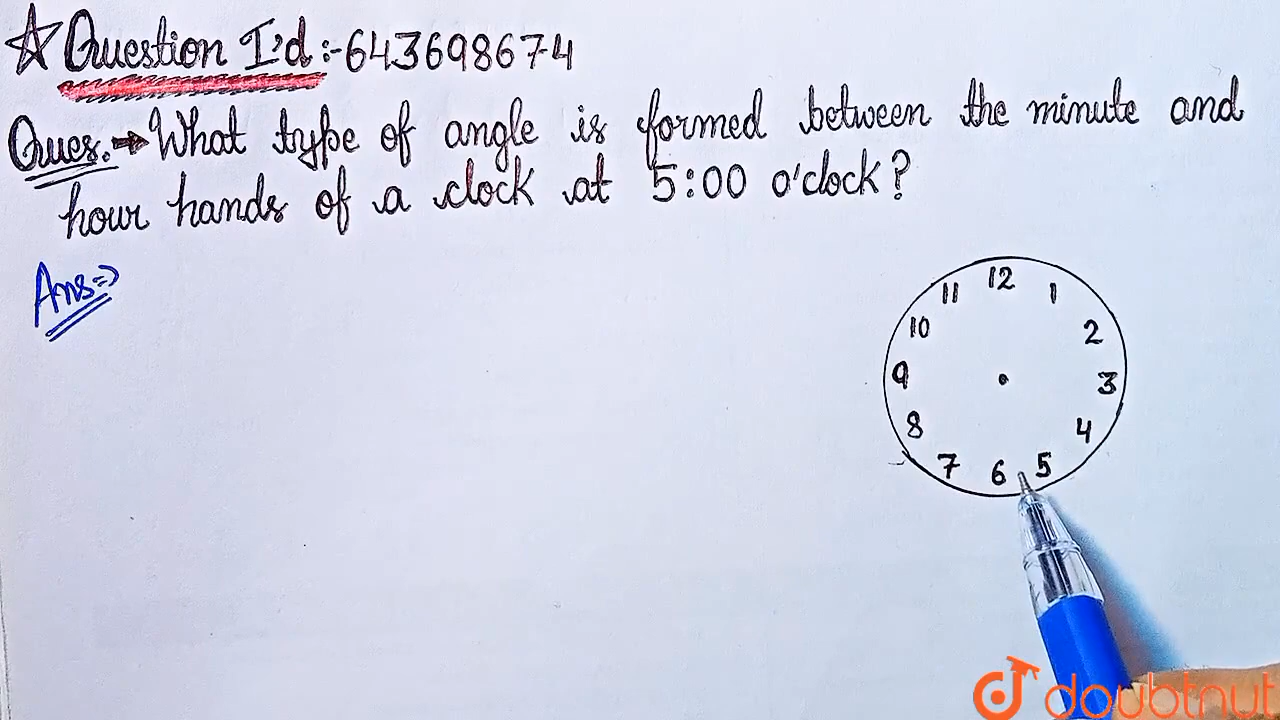 ☆ Question I'd :- 643698674
Ques. → What type of angle is formed between the minute and
hour hands of a clock at 5:00 o'clock?
Ans ⇒
12
11 1
10 2
9 3
8 4
7 6 5
doubtnut